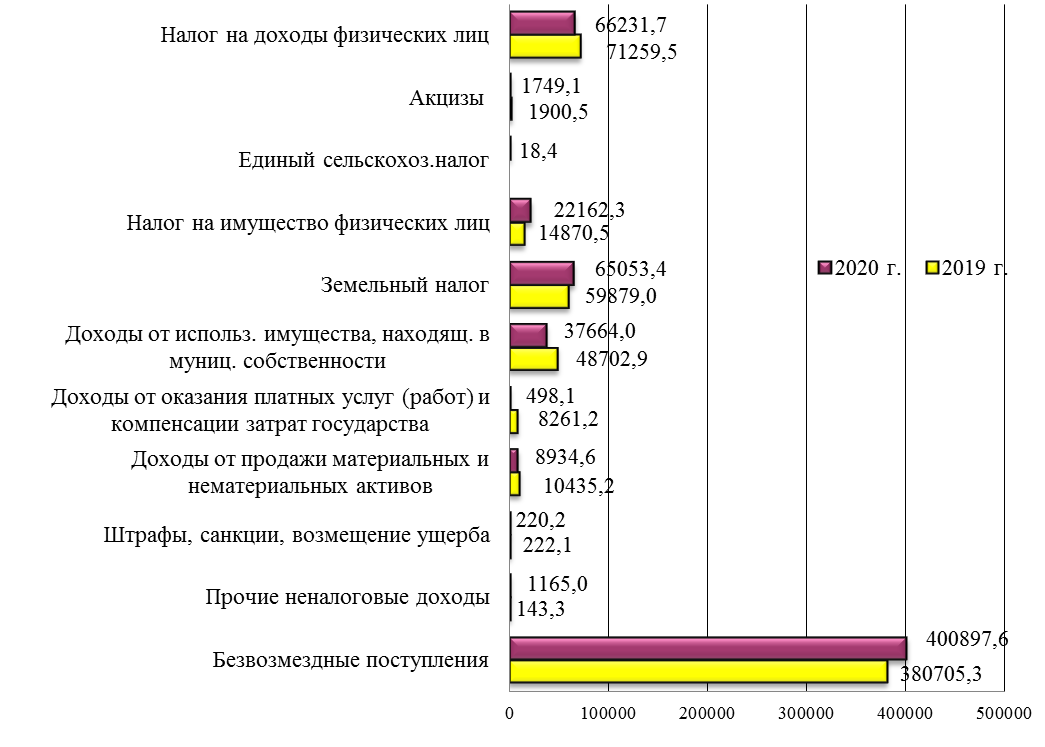 Налог на доходы физических лиц
66231,7
71259,5
Акцизы
1749,1
1900,5
Единый сельскохоз.налог
18,4
Налог на имущество физических лиц
22162,3
14870,5
Земельный налог
65053,4
59879,0
2020 г.
2019 г.
Доходы от использ. имущества, находящ. в
муниц. собственности
37664,0
48702,9
Доходы от оказания платных услуг (работ) и
компенсации затрат государства
498,1
8261,2
Доходы от продажи материальных и
нематериальных активов
8934,6
10435,2
Штрафы, санкции, возмещение ущерба
220,2
222,1
Прочие неналоговые доходы
1165,0
143,3
Безвозмездные поступления
400897,6
380705,3
0 100000 200000 300000 400000 500000